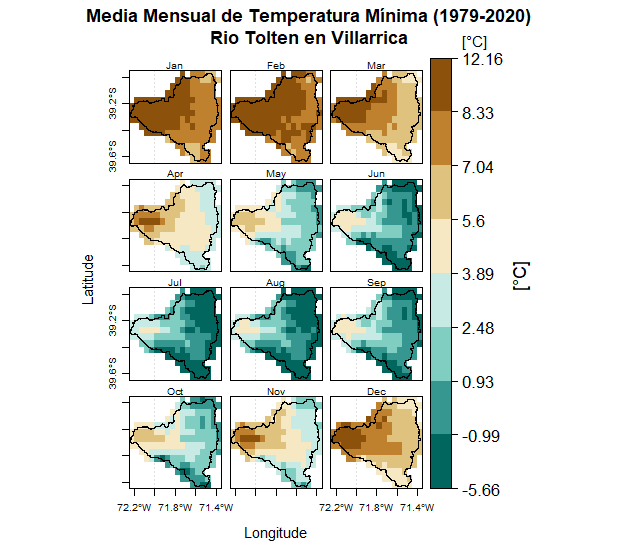 Media Mensual de Temperatura Mínima (1979-2020)
Rio Tolten en Villarrica
[°C]
Jan Feb Mar
39.2°S
39.6°S
Apr May Jun
Jul Aug Sep
39.2°S
39.6°S
Oct Nov Dec
72.2°W 71.8°W 71.4°W
72.2°W 71.8°W 71.4°W
Longitude
Latitude
12.16
8.33
7.04
5.6
3.89
2.48
0.93
-0.99
-5.66
[°C]